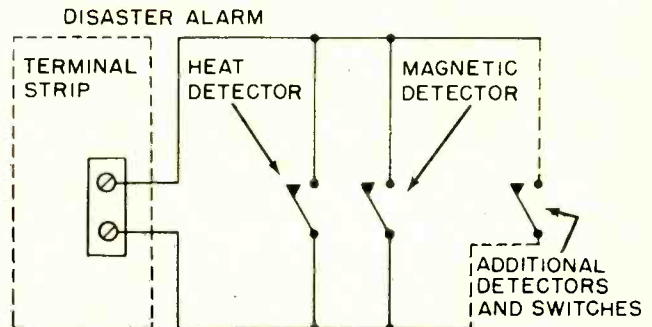 DISASTER ALARM
TERMINAL
STRIP
HEAT
DETECTOR
MAGNETIC
DETECTOR
ADDITIONAL
DETECTORS
AND SWITCHES